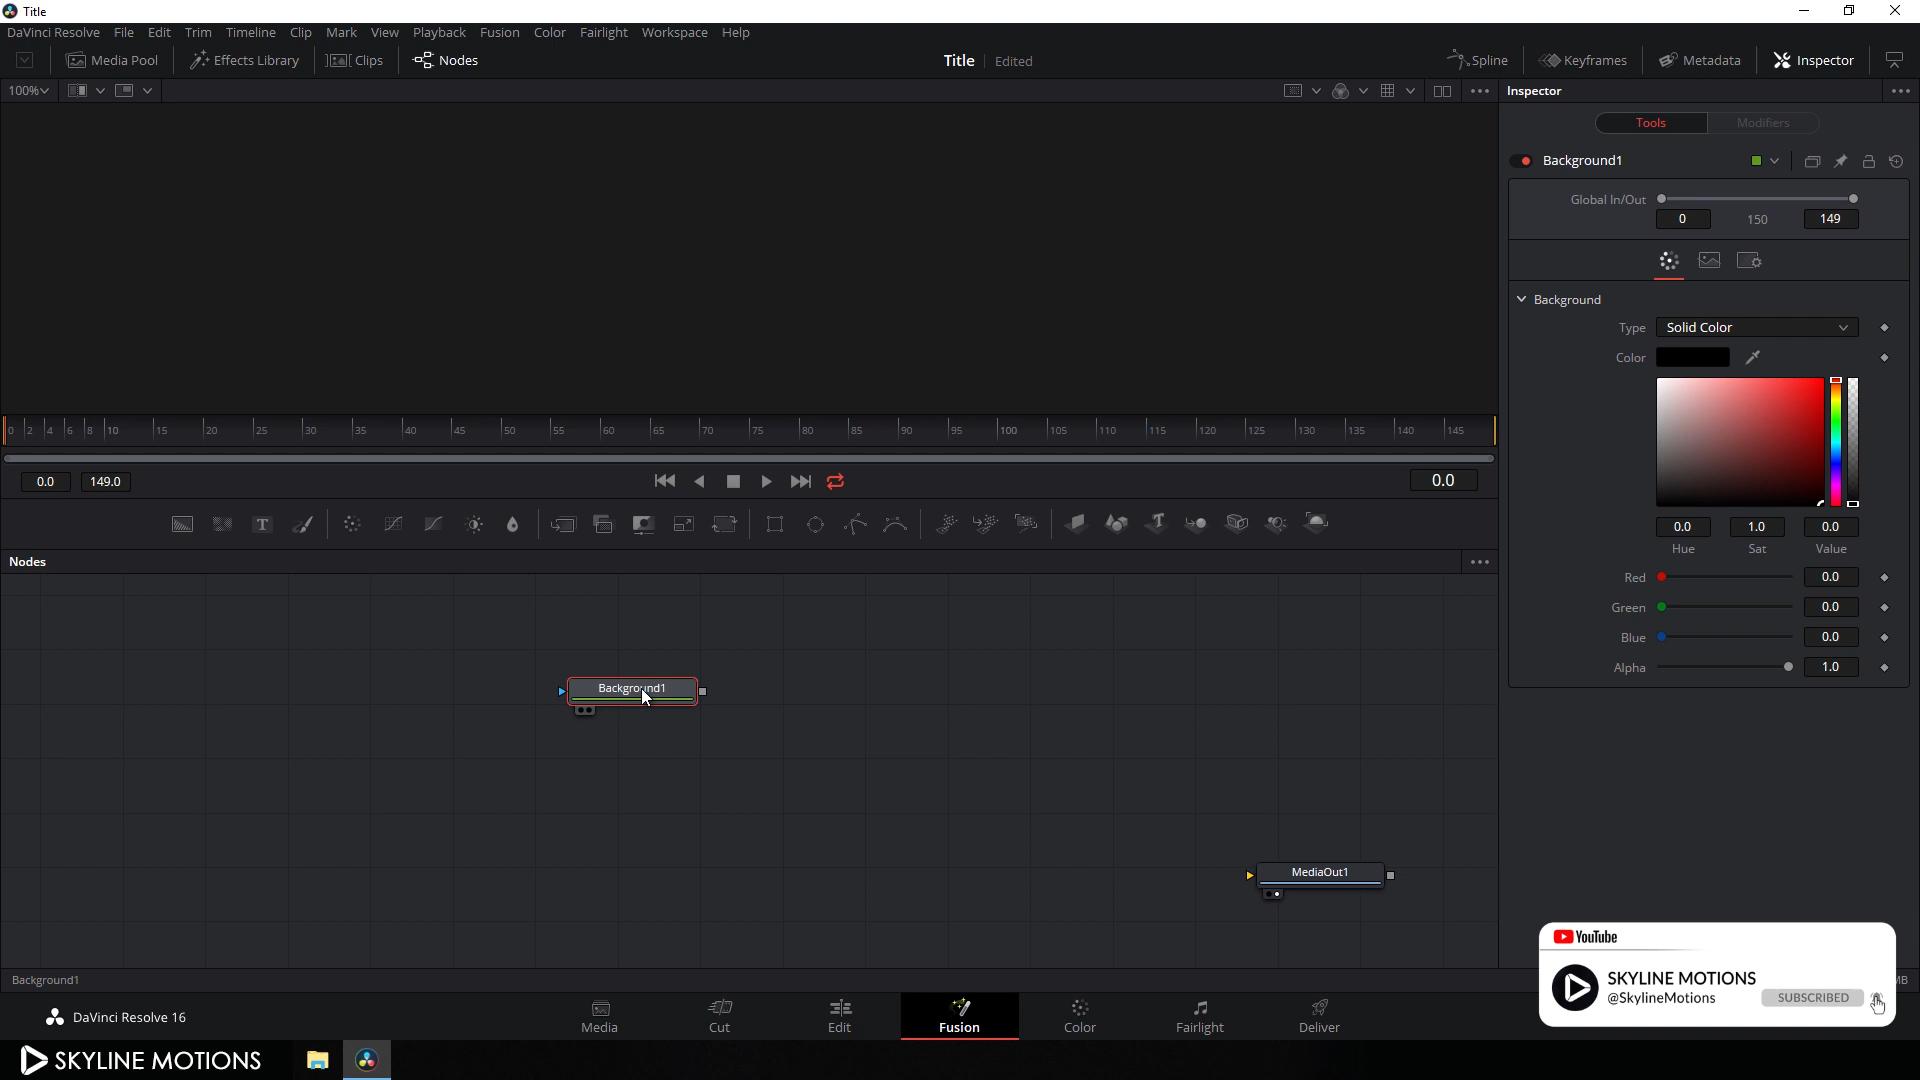 Title
DaVinci Resolve File Edit Trim Timeline Clip Mark View Playback Fusion Color Fairlight Workspace Help
Media Pool Effects Library Clips Nodes Title Edited Spline Keyframes Metadata Inspector
100% Inspector
Tools Modifiers
Background1
Global In/Out
0 150 149
Background
Type Solid Color
Color
0 2 4 6 8 10 15 20 25 30 35 40 45 50 55 60 65 70 75 80 85 90 95 100 105 110 115 120 125 130 135 140 145
0.0 149.0 0.0
0.0 1.0 0.0
Hue Sat Value
Nodes
Red 0.0
Green 0.0
Blue 0.0
Alpha 1.0
Background1
MediaOut1
YouTube
SKYLINE MOTIONS
@SkylineMotions SUBSCRIBED
Background1 MB
DaVinci Resolve 16
Media Cut Edit Fusion Color Fairlight Deliver
SKYLINE MOTIONS